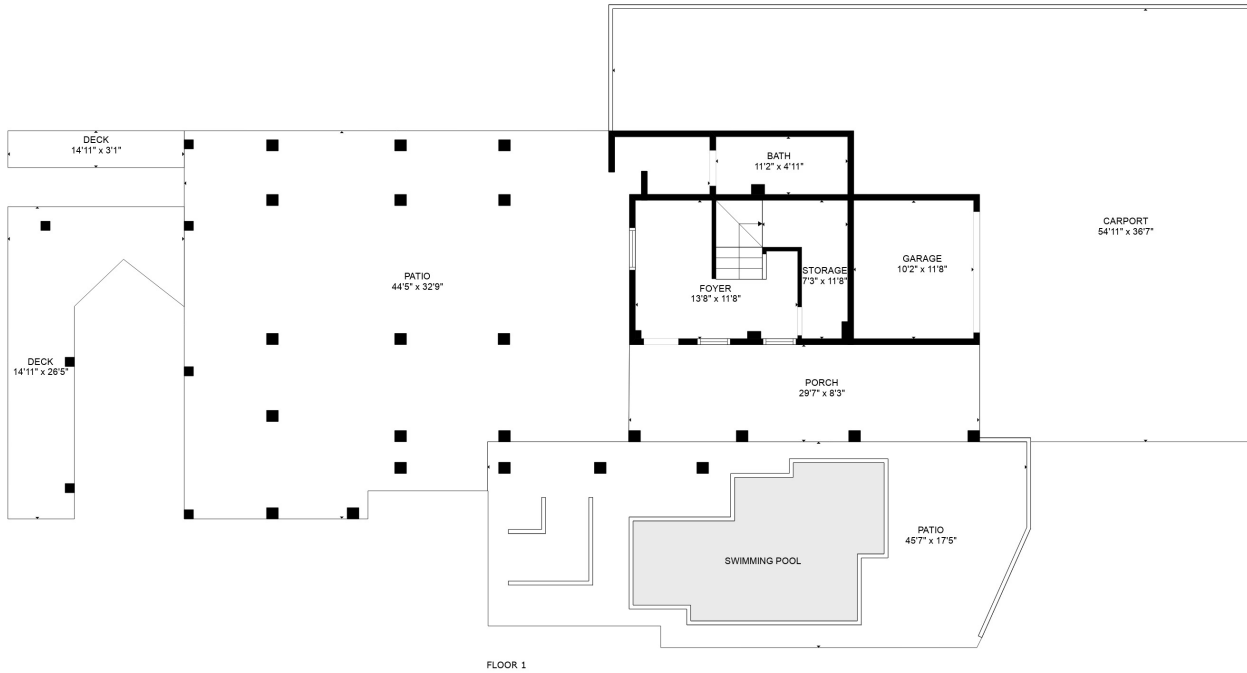 DECK
14'11" x 3'1"
BATH
11'2" x 4'11"
CARPORT
54'11" x 36'7"
PATIO
44'5" x 32'9"
FOYER
13'8" x 11'8"
STORAGE
7'3" x 11'8"
GARAGE
10'2" x 11'8"
DECK
14'11" x 26'5"
PORCH
29'7" x 8'3"
PATIO
45'7" x 17'5"
SWIMMING POOL
FLOOR 1